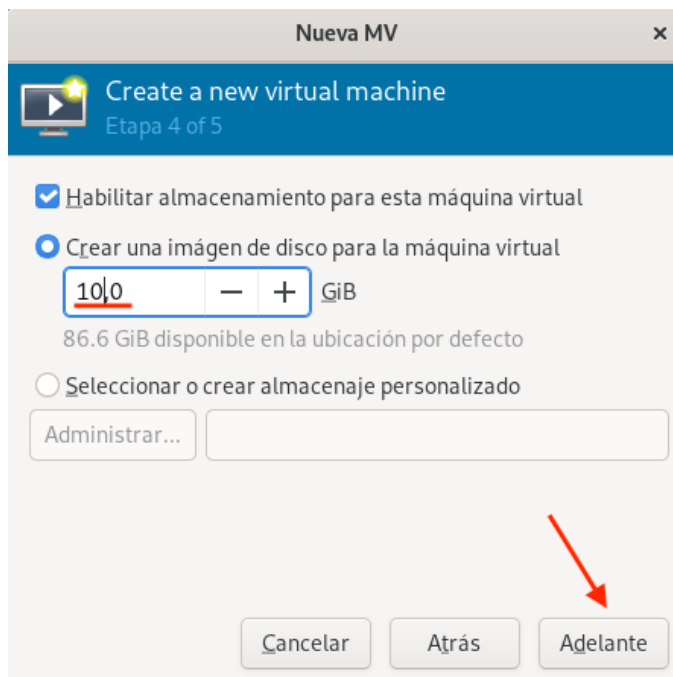 Nueva MV
Create a new virtual machine
Etapa 4 of 5
Habilitar almacenamiento para esta máquina virtual
Crear una imágen de disco para la máquina virtual
10,0 GiB
86.6 GiB disponible en la ubicación por defecto
Seleccionar o crear almacenaje personalizado
Administrar...
Cancelar Atrás Adelante